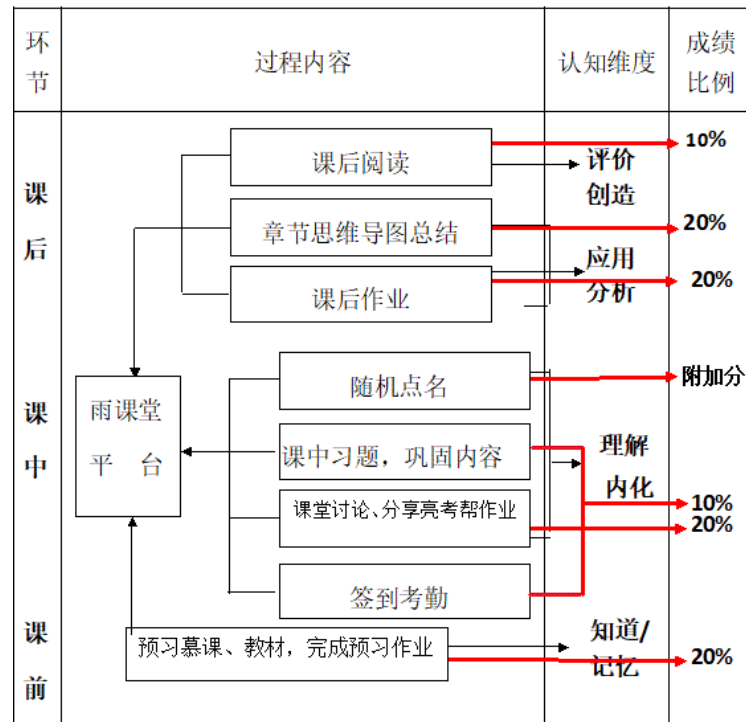 环节
过程内容
认知维度
成绩比例
课后
课后阅读
评价
创造
10%
章节思维导图总结
20%
课后作业
应用
分析
20%
课中
雨课堂
平 台
随机点名
附加分
课中习题，巩固内容
理解
内化
10%
课堂讨论、分享亮考帮作业
20%
签到考勤
课前
预习慕课、教材，完成预习作业
知道/
记忆
20%